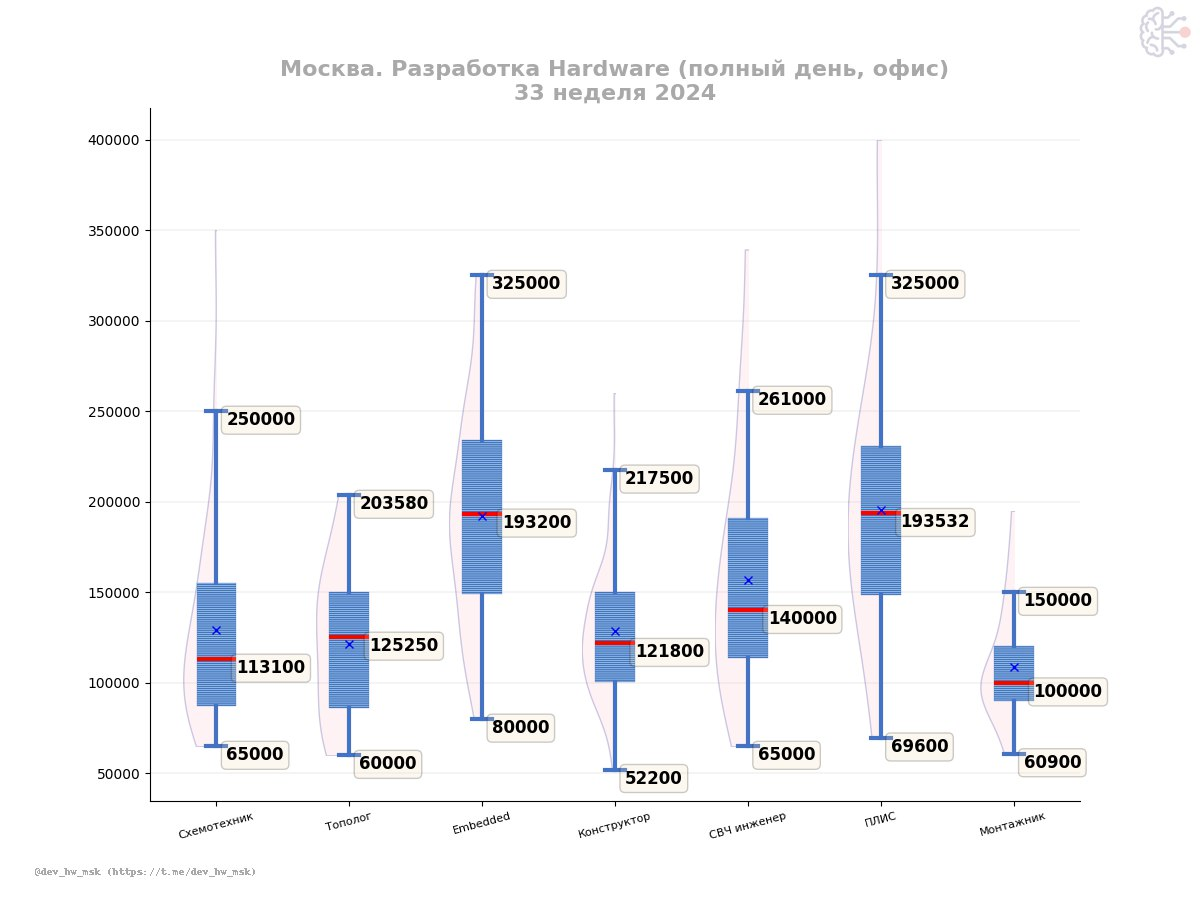 Москва. Разработка Hardware (полный день, офис)
33 неделя 2024
400000
350000
300000
250000
200000
150000
100000
50000
250000
113100
65000
203580
125250
60000
325000
193200
80000
217500
121800
52200
261000
140000
65000
325000
193532
69600
150000
100000
60900
Схемотехник
Тополог
Embedded
Конструктор
СВЧ инженер
ПЛИС
Монтажник
@dev_hw_msk (https://t.me/dev_hw_msk)